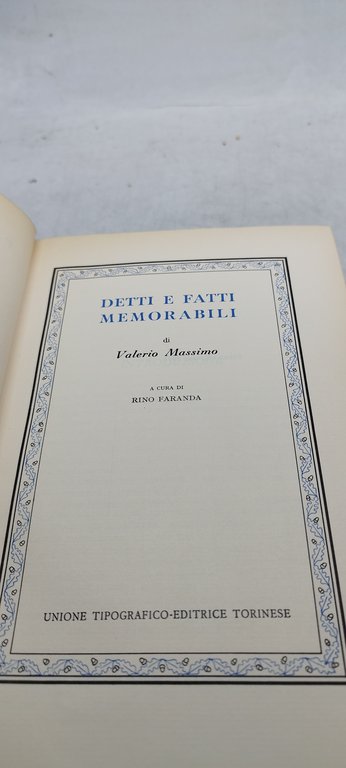 DETTI E FATTI
MEMORABILI
di
Valerio Massimo
A CURA DI
RINO FARANDA
UNIONE TIPOGRAFICO-EDITRICE TORINESE